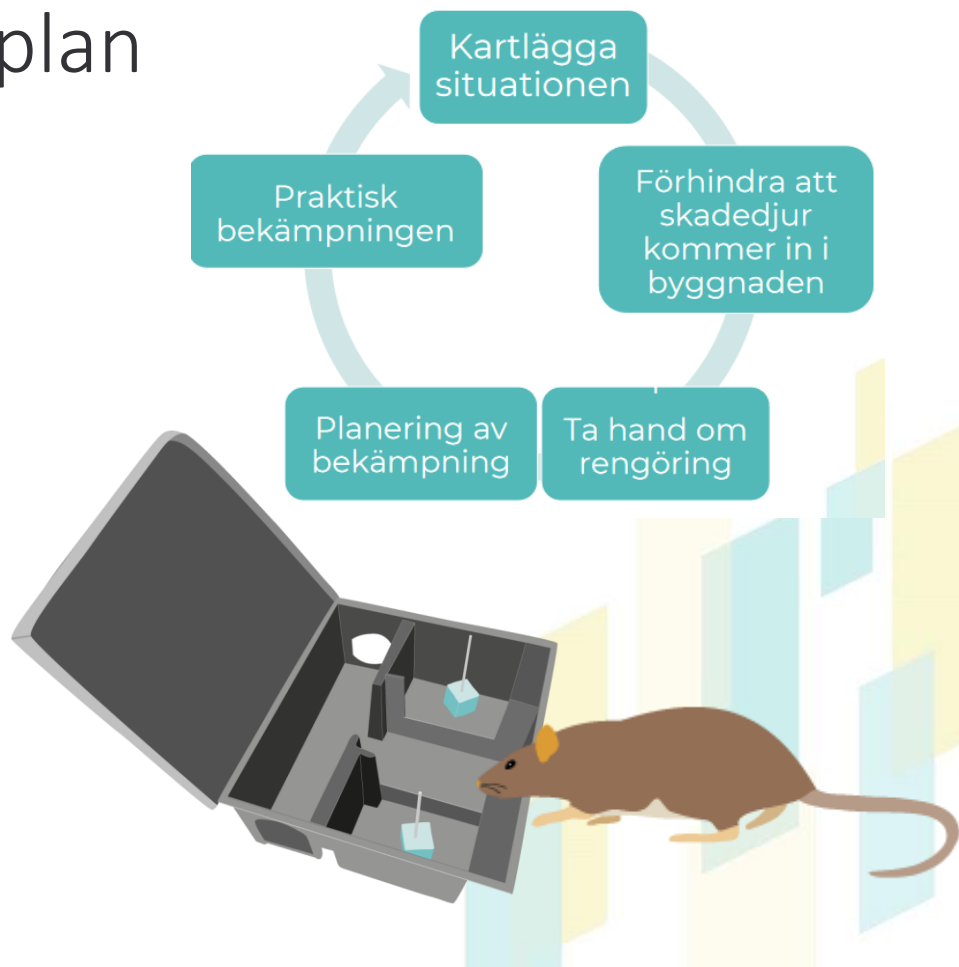 plan
Kartlägga
situationen
Förhindra att
skadedjur
kommer in i
byggnaden
Ta hand om
rengöring
Planering av
bekämpning
Praktisk
bekämpningen